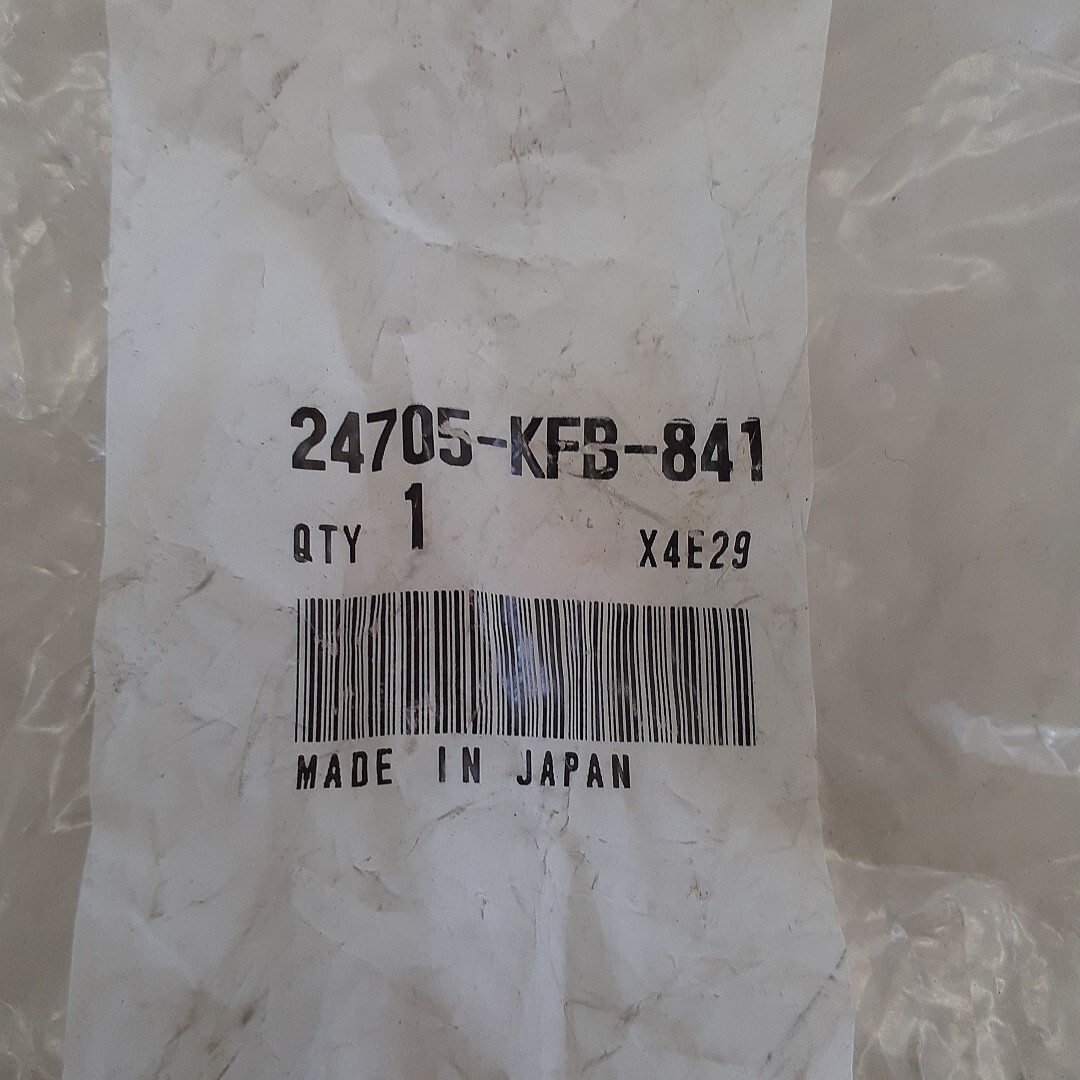 24705-KFB-841
QTY 1 X4E29
MADE IN JAPAN